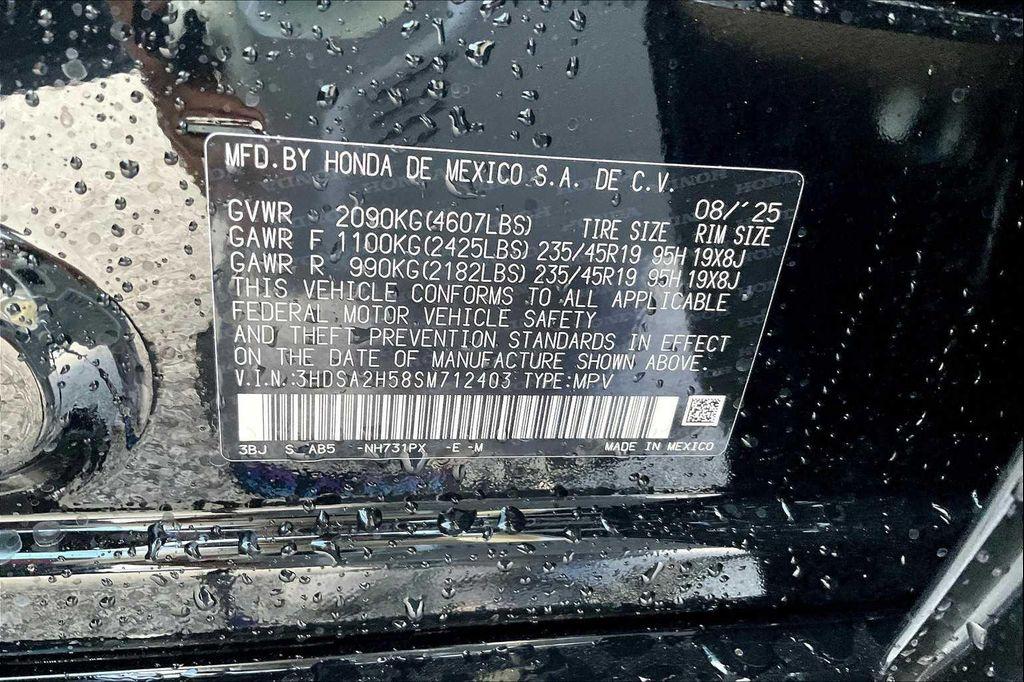 MFD.BY HONDA DE MEXICO S.A. DE C.V.
08/'25
GVWR 2090KG(4607LBS) TIRE SIZE RIM SIZE
GAWR F 1100KG(2425LBS) 235/45R19 95H 19X8J
GAWR R 990KG(2182LBS) 235/45R19 95H 19X8J
THIS VEHICLE CONFORMS TO ALL APPLICABLE
FEDERAL MOTOR VEHICLE SAFETY
AND THEFT PREVENTION STANDARDS IN EFFECT
ON THE DATE OF MANUFACTURE SHOWN ABOVE.
V.I.N. 3HDSA2H58SM712403 TYPE:MPV
3BJ S AB5 -NH731PX -E -M MADE IN MEXICO